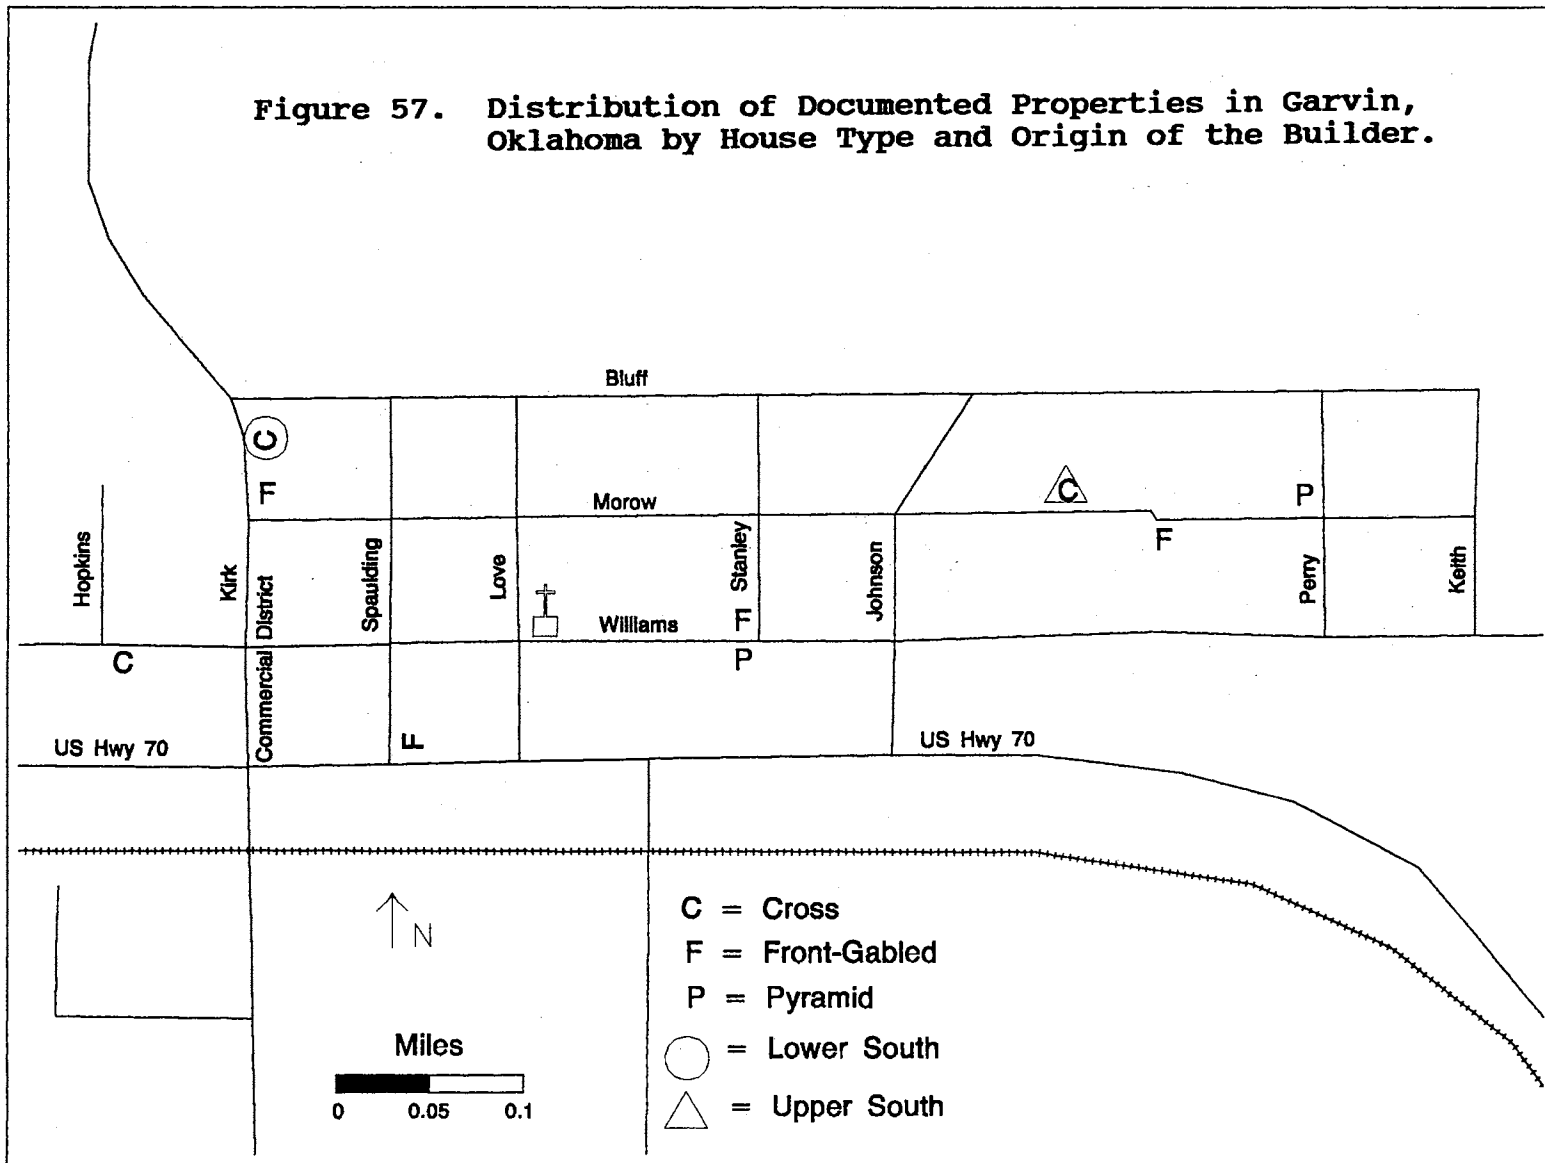 Figure 57. Distribution of Documented Properties in Garvin,
Oklahoma by House Type and Origin of the Builder.
Bluff
C
F
Morow
C
P
F
Hopkins
Kirk
Commercial District
Spaulding
Love
Williams
Stanley
F
P
Johnson
Perry
Keith
C
US Hwy 70
F
US Hwy 70
N
C = Cross
F = Front-Gabled
P = Pyramid
= Lower South
= Upper South
Miles
0 0.05 0.1